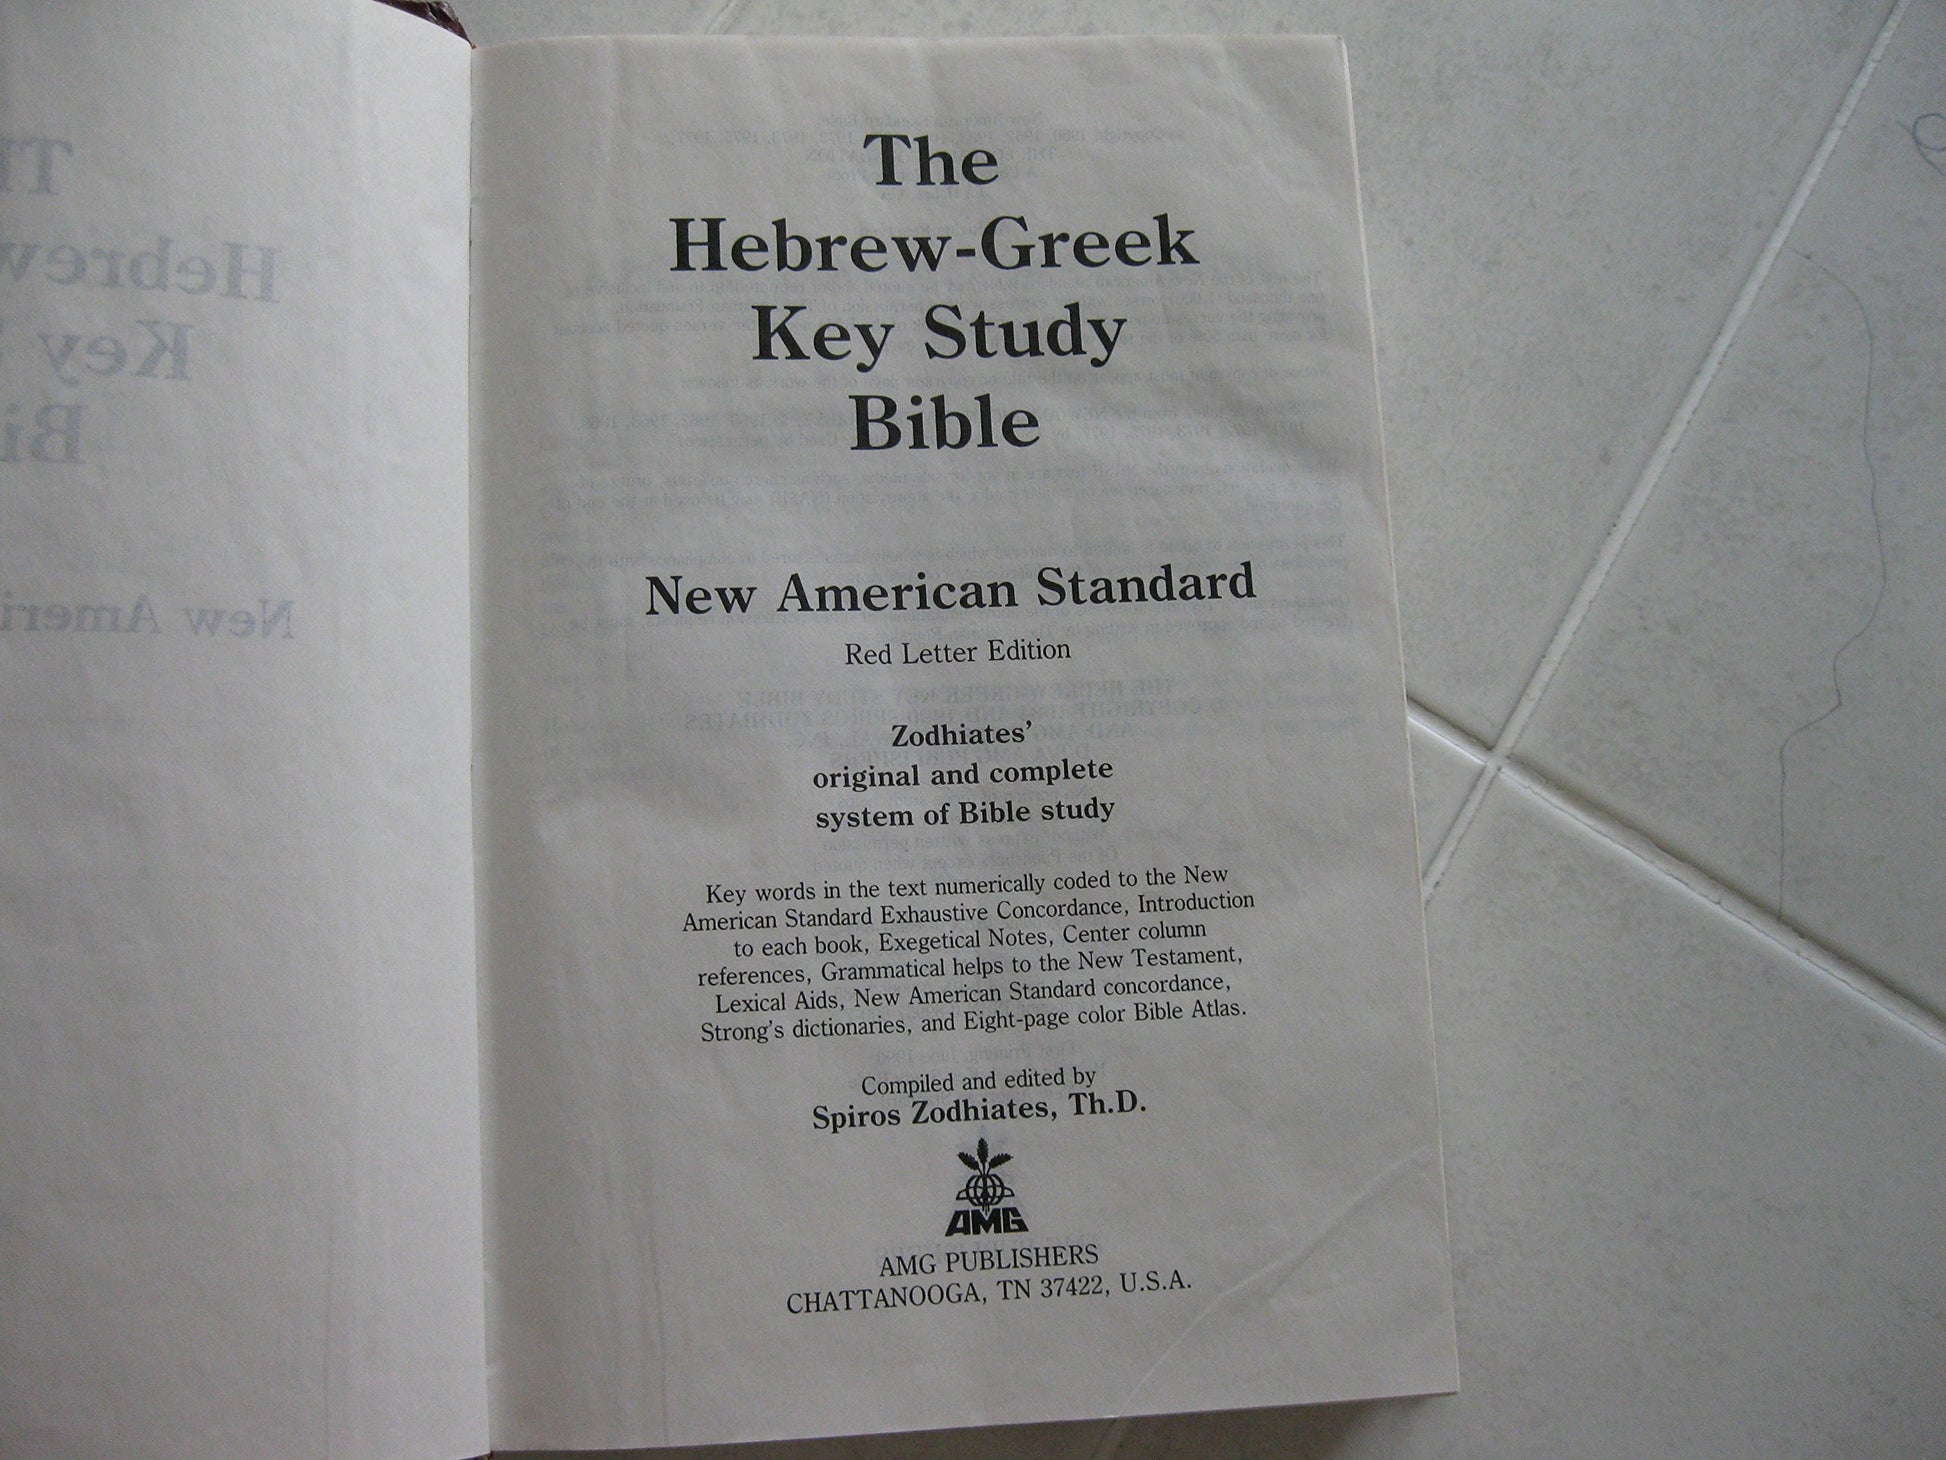 The
Hebrew-Greek
Key Study
Bible
New American Standard
Red Letter Edition
Zodhiates'
original and complete
system of Bible study
Key words in the text numerically coded to the New
American Standard Exhaustive Concordance, Introduction
to each book, Exegetical Notes, Center column
references, Grammatical helps to the New Testament,
Lexical Aids, New American Standard concordance,
Strong's dictionaries, and Eight-page color Bible Atlas.
Compiled and edited by
Spiros Zodhiates, Th.D.
AMG
AMG PUBLISHERS
CHATTANOOGA, TN 37422, U.S.A.